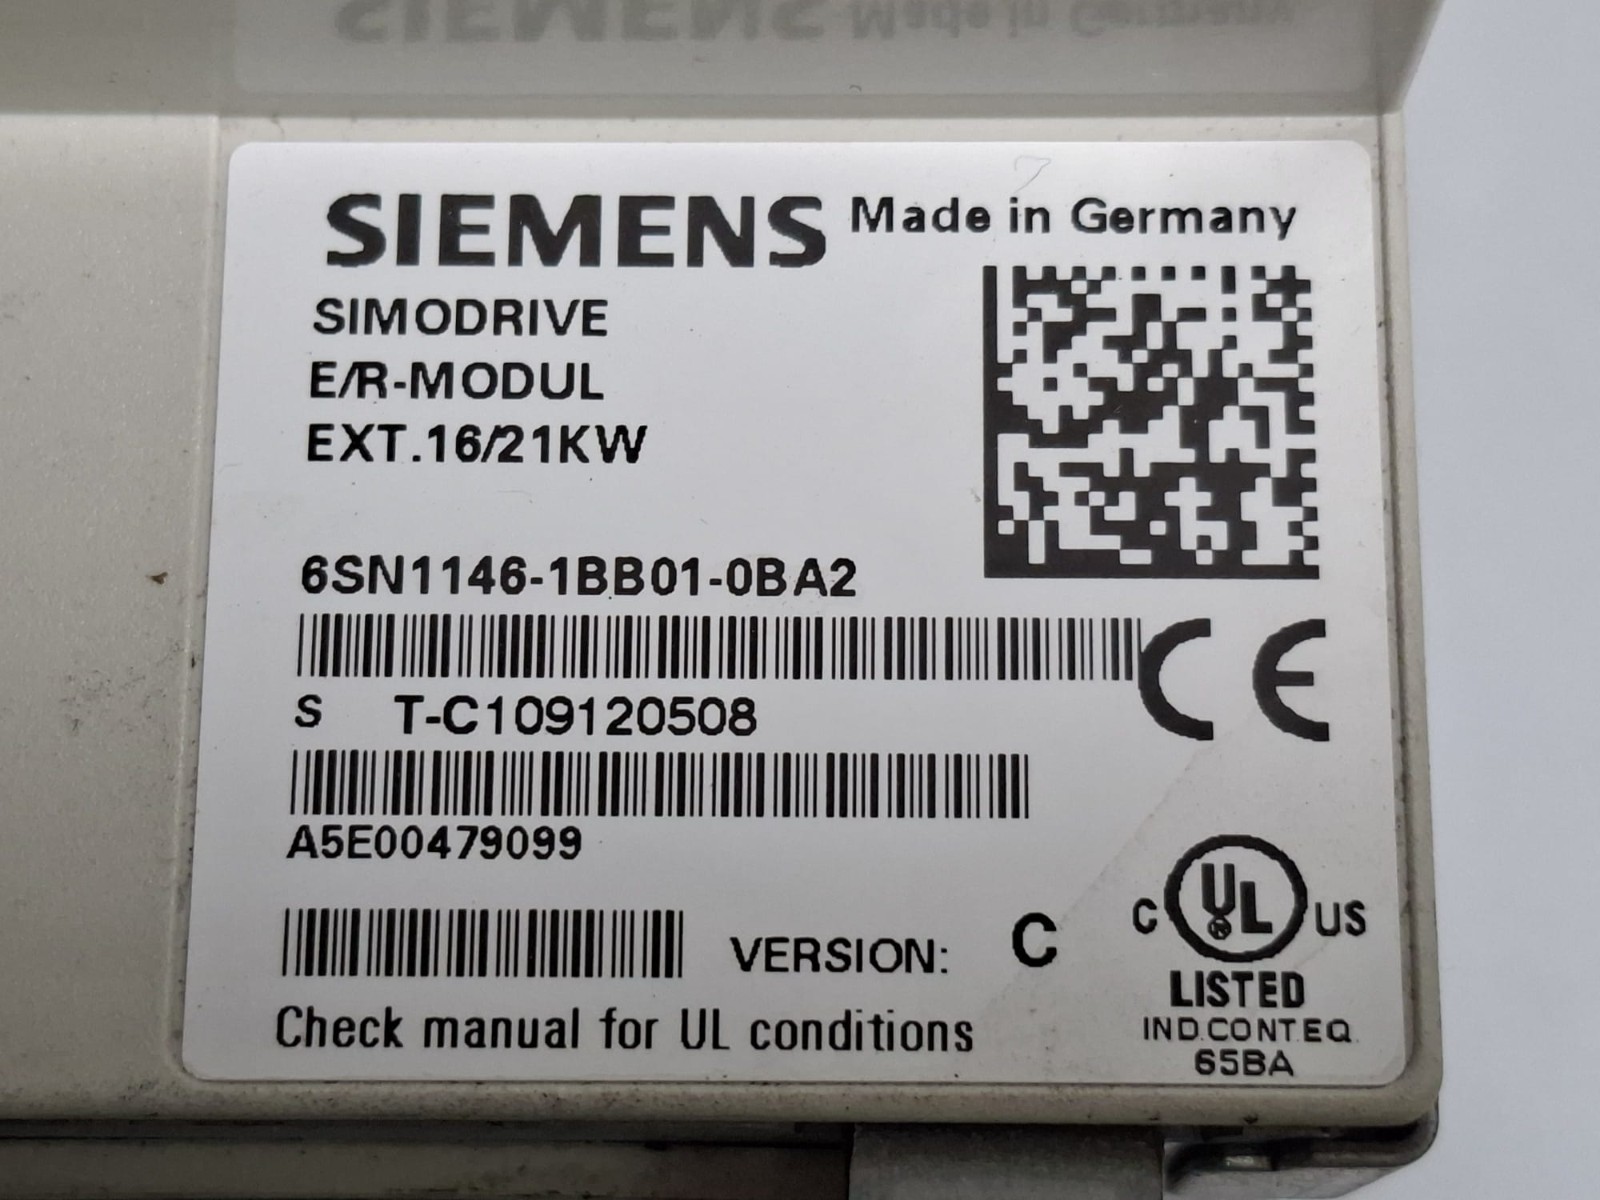 SIEMENS Made in Germany
SIMODRIVE
E/R-MODUL
EXT.16/21KW
6SN1146-1BB01-0BA2
CE
S T-C109120508
A5E00479099
VERSION: C
C UL US
LISTED
IND.CONT.EQ.
65BA
Check manual for UL conditions